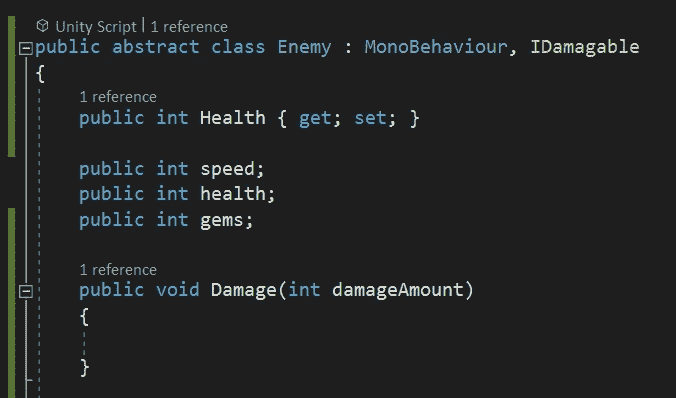 Unity Script | 1 reference
public abstract class Enemy : MonoBehaviour, IDamagable
{
1 reference
public int Health { get; set; }
public int speed;
public int health;
public int gems;
1 reference
public void Damage(int damageAmount)
{
}